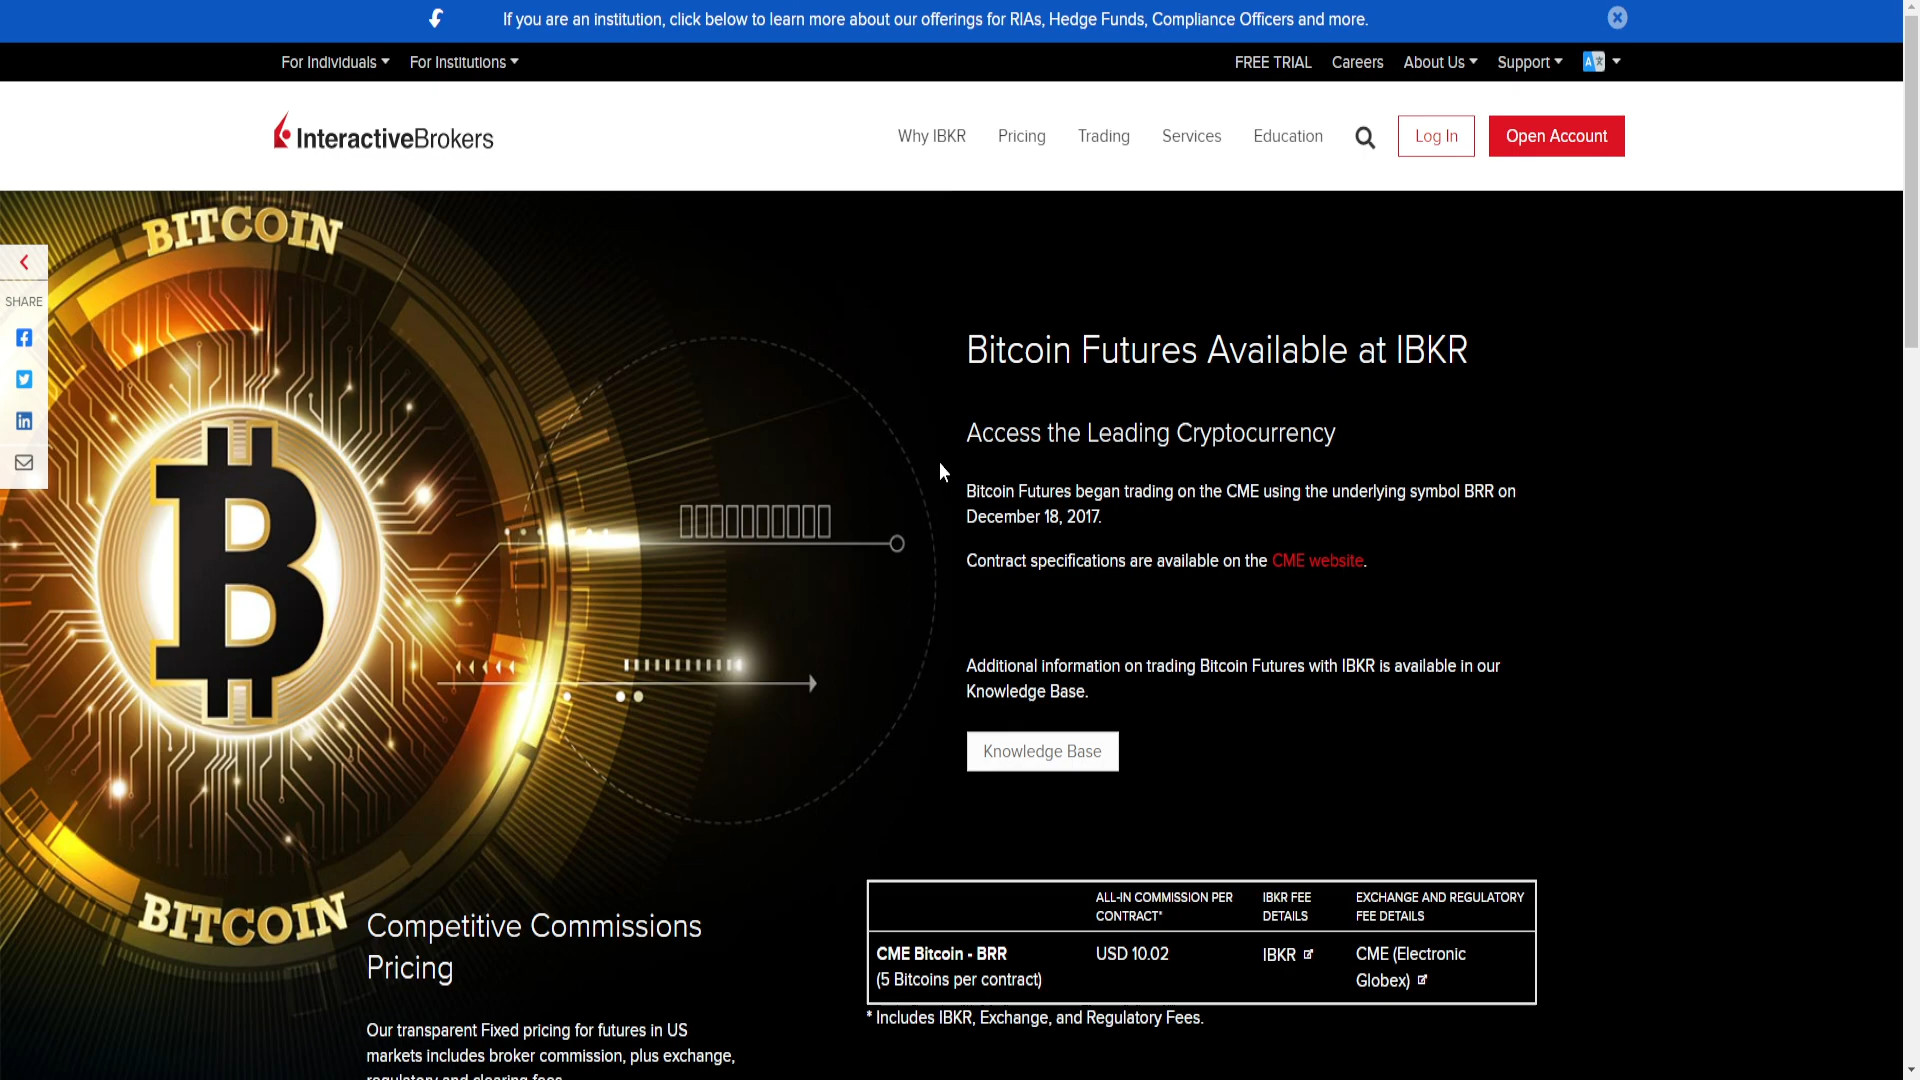 If you are an institution, click below to learn more about our offerings for RIAs, Hedge Funds, Compliance Officers and more.
For Individuals
For Institutions
FREE TRIAL
Careers
About Us
Support
InteractiveBrokers
Why IBKR
Pricing
Trading
Services
Education
Log In
Open Account
BITCOIN
SHARE
Bitcoin Futures Available at IBKR
Access the Leading Cryptocurrency
Bitcoin Futures began trading on the CME using the underlying symbol BRR on
December 18, 2017.
Contract specifications are available on the CME website.
Additional information on trading Bitcoin Futures with IBKR is available in our
Knowledge Base.
Knowledge Base
BITCOIN
Competitive Commissions
Pricing
Our transparent Fixed pricing for futures in US
markets includes broker commission, plus exchange,
regulatory and clearing fees
ALL-IN COMMISSION PER
CONTRACT*
IBKR FEE
DETAILS
EXCHANGE AND REGULATORY
FEE DETAILS
CME Bitcoin - BRR
(5 Bitcoins per contract)
USD 10.02
IBKR
CME (Electronic
Globex)
* Includes IBKR, Exchange, and Regulatory Fees.